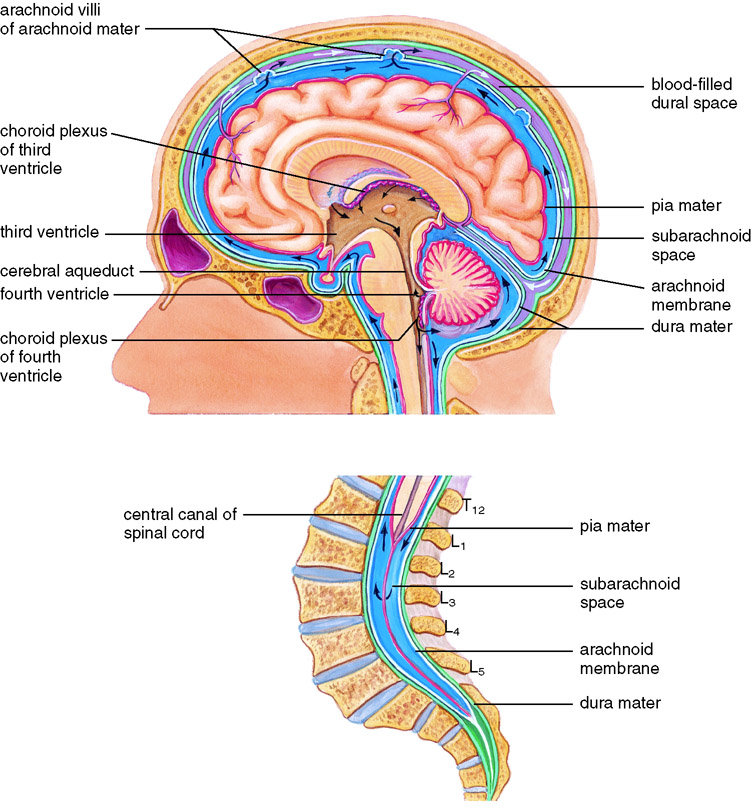 arachnoid villi
of arachnoid mater
choroid plexus
of third
ventricle
third ventricle
cerebral aqueduct
fourth ventricle
choroid plexus
of fourth
ventricle
blood-filled
dural space
pia mater
subarachnoid
space
arachnoid
membrane
dura mater
central canal of
spinal cord
T12
L1
L2
L3
L4
L5
pia mater
subarachnoid
space
arachnoid
membrane
dura mater